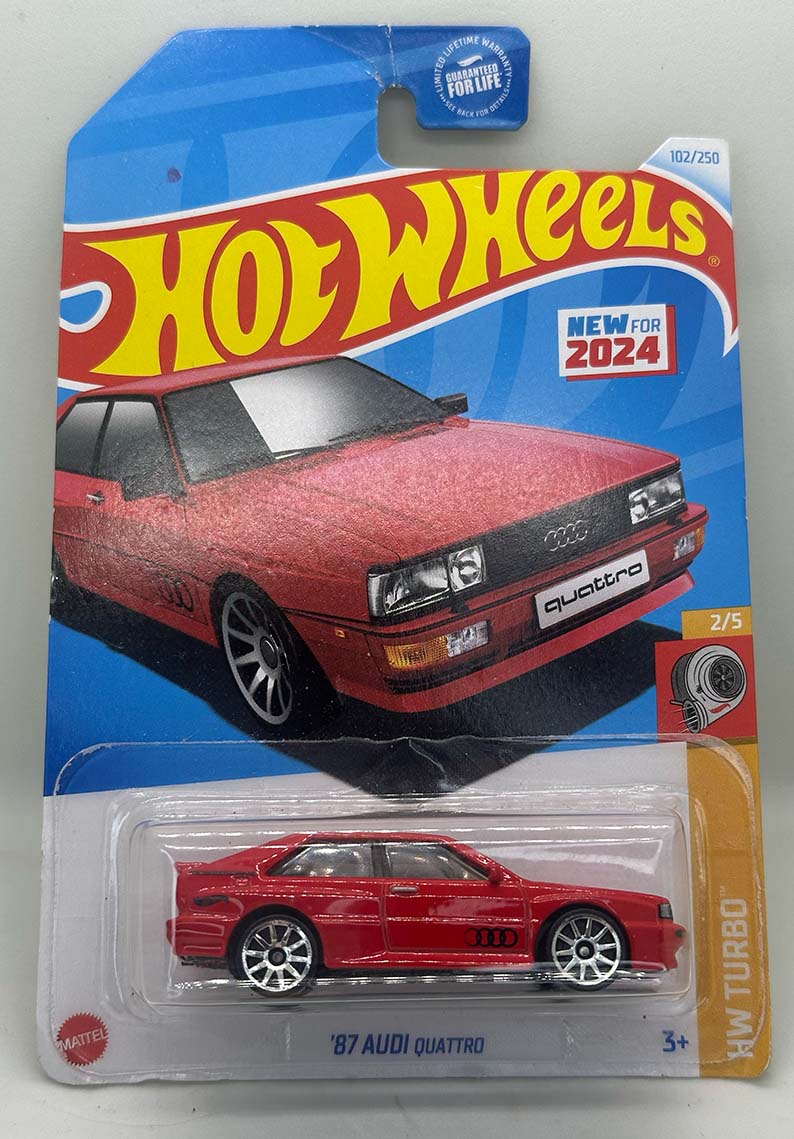 LIMITED LIFETIME WARRANTY
GUARANTEED
FOR LIFE
SEE BACK FOR DETAILS
102/250
HOT WHEELS®
NEW FOR
2024
quattro
2/5
HW TURBO™
MATTEL
'87 AUDI QUATTRO
3+